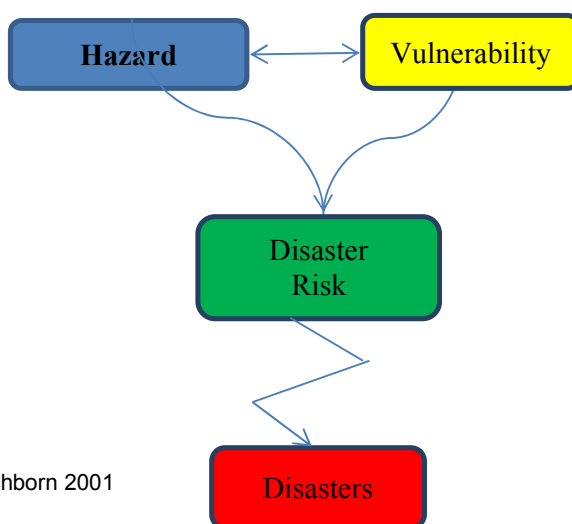 Hazard
Vulnerability
Disaster
Risk
hborn 2001
Disasters